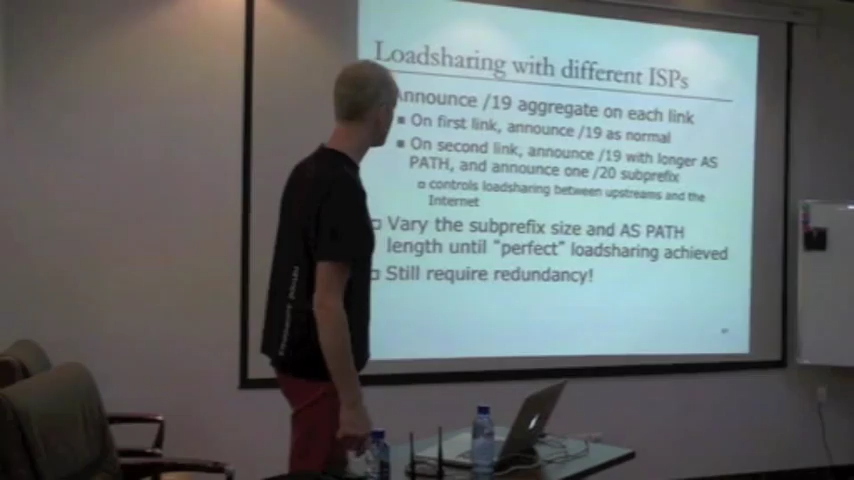 Loadsharing with different ISPs
Announce /19 aggregate on each link
On first link, announce /19 as normal
On second link, announce /19 with longer AS
PATH, and announce one /20 subprefix
controls loadsharing between upstreams and the
Internet
Vary the subprefix size and AS PATH
length until "perfect" loadsharing achieved
Still require redundancy!